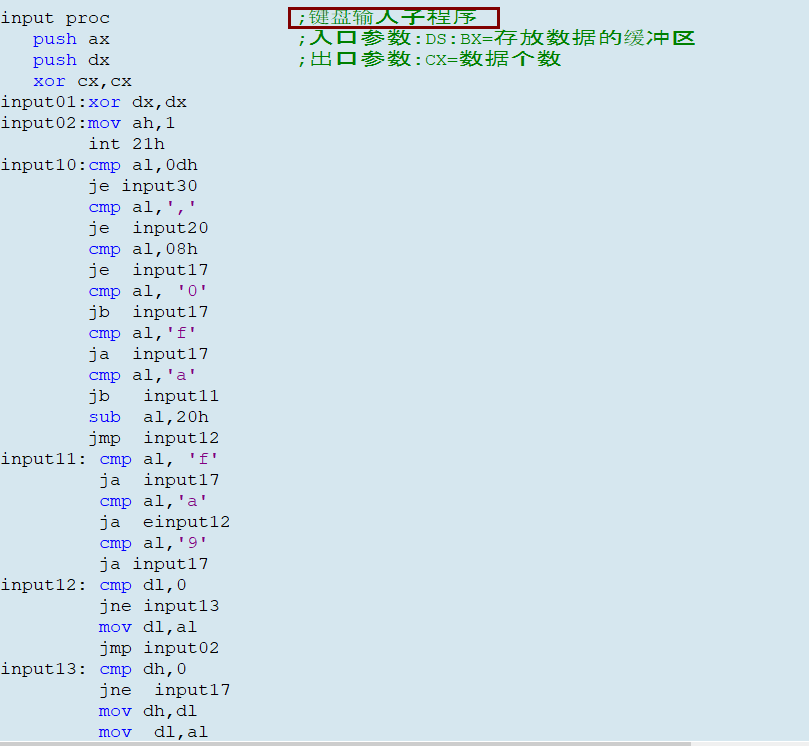 input proc ;键盘输入子程序
push ax ;入口参数:DS:BX=存放数据的缓冲区
push dx ;出口参数:CX=数据个数
xor cx,cx
input01:xor dx,dx
input02:mov ah,1
int 21h
input10:cmp al,0dh
je input30
cmp al,','
je input20
cmp al,08h
je input17
cmp al, '0'
jb input17
cmp al,'f'
ja input17
cmp al,'a'
jb input11
sub al,20h
jmp input12
input11: cmp al, 'f'
ja input17
cmp al,'a'
ja einput12
cmp al,'9'
ja input17
input12: cmp dl,0
jne input13
mov dl,al
jmp input02
input13: cmp dh,0
jne input17
mov dh,dl
mov dl,al